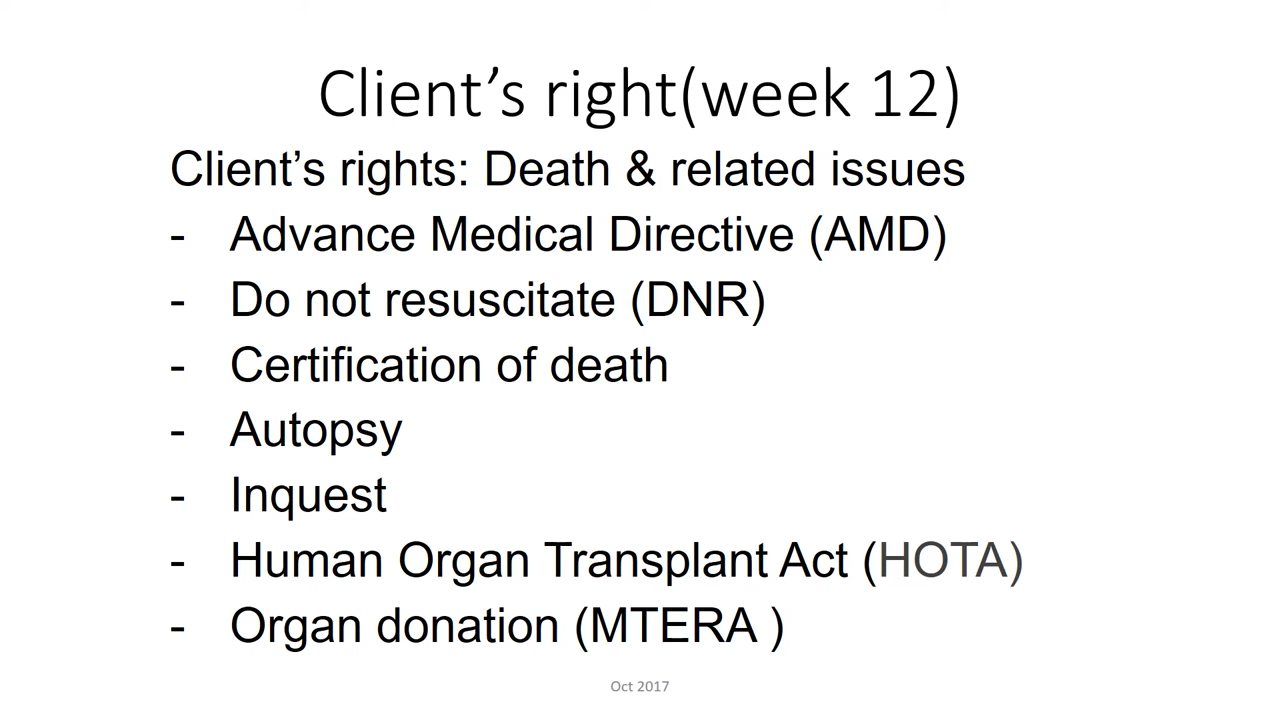 Client’s right(week 12)
Client’s rights: Death & related issues
- Advance Medical Directive (AMD)
- Do not resuscitate (DNR)
- Certification of death
- Autopsy
- Inquest
- Human Organ Transplant Act (HOTA)
- Organ donation (MTERA )
Oct 2017